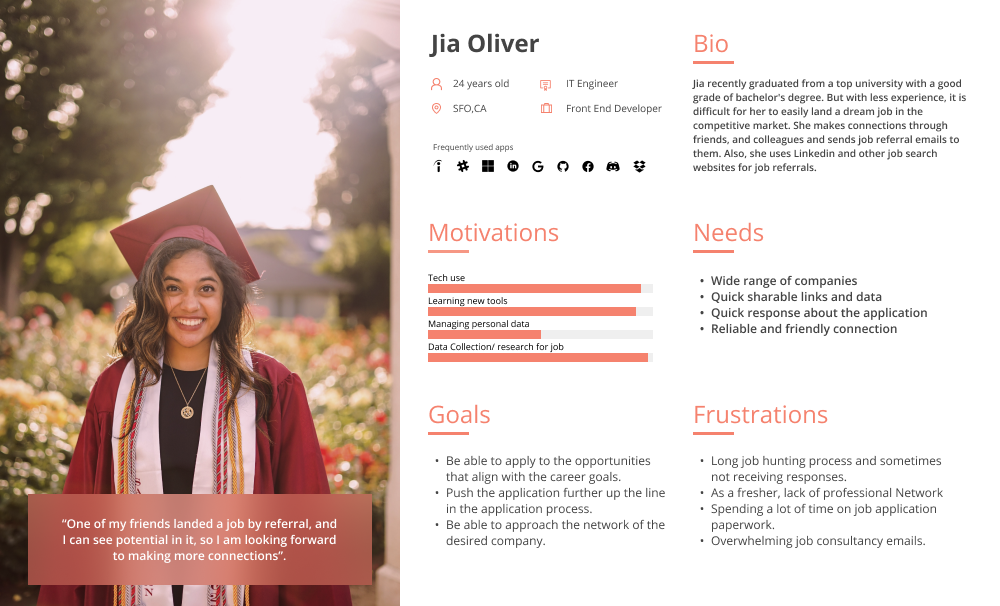 Jia Oliver
24 years old
IT Engineer
SFO,CA
Front End Developer
Frequently used apps
in
Bio
Jia recently graduated from a top university with a good
grade of bachelor's degree. But with less experience, it is
difficult for her to easily land a dream job in the
competitive market. She makes connections through
friends, and colleagues and sends job referral emails to
them. Also, she uses Linkedin and other job search
websites for job referrals.
Motivations
Tech use
Learning new tools
Managing personal data
Data Collection/ research for job
Needs
• Wide range of companies
• Quick sharable links and data
• Quick response about the application
• Reliable and friendly connection
Goals
• Be able to apply to the opportunities
that align with the career goals.
• Push the application further up the line
in the application process.
• Be able to approach the network of the
desired company.
Frustrations
• Long job hunting process and sometimes
not receiving responses.
• As a fresher, lack of professional Network
• Spending a lot of time on job application
paperwork.
• Overwhelming job consultancy emails.
“One of my friends landed a job by referral, and
I can see potential in it, so I am looking forward
to making more connections”.
N